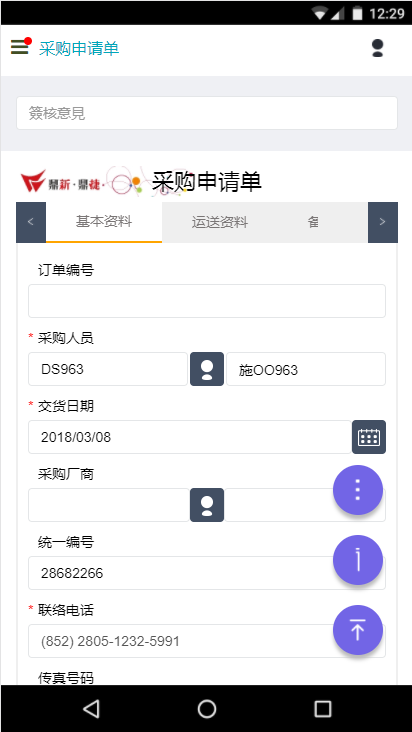 12:29
采购申请单
簽核意見
鼎新·鼎捷· 采购申请单
< 基本资料 运送资料 >
订单编号
* 采购人员
DS963 施OO963
* 交货日期
2018/03/08
采购厂商
统一编号
28682266
* 联络电话
(852) 2805-1232-5991
传真号码